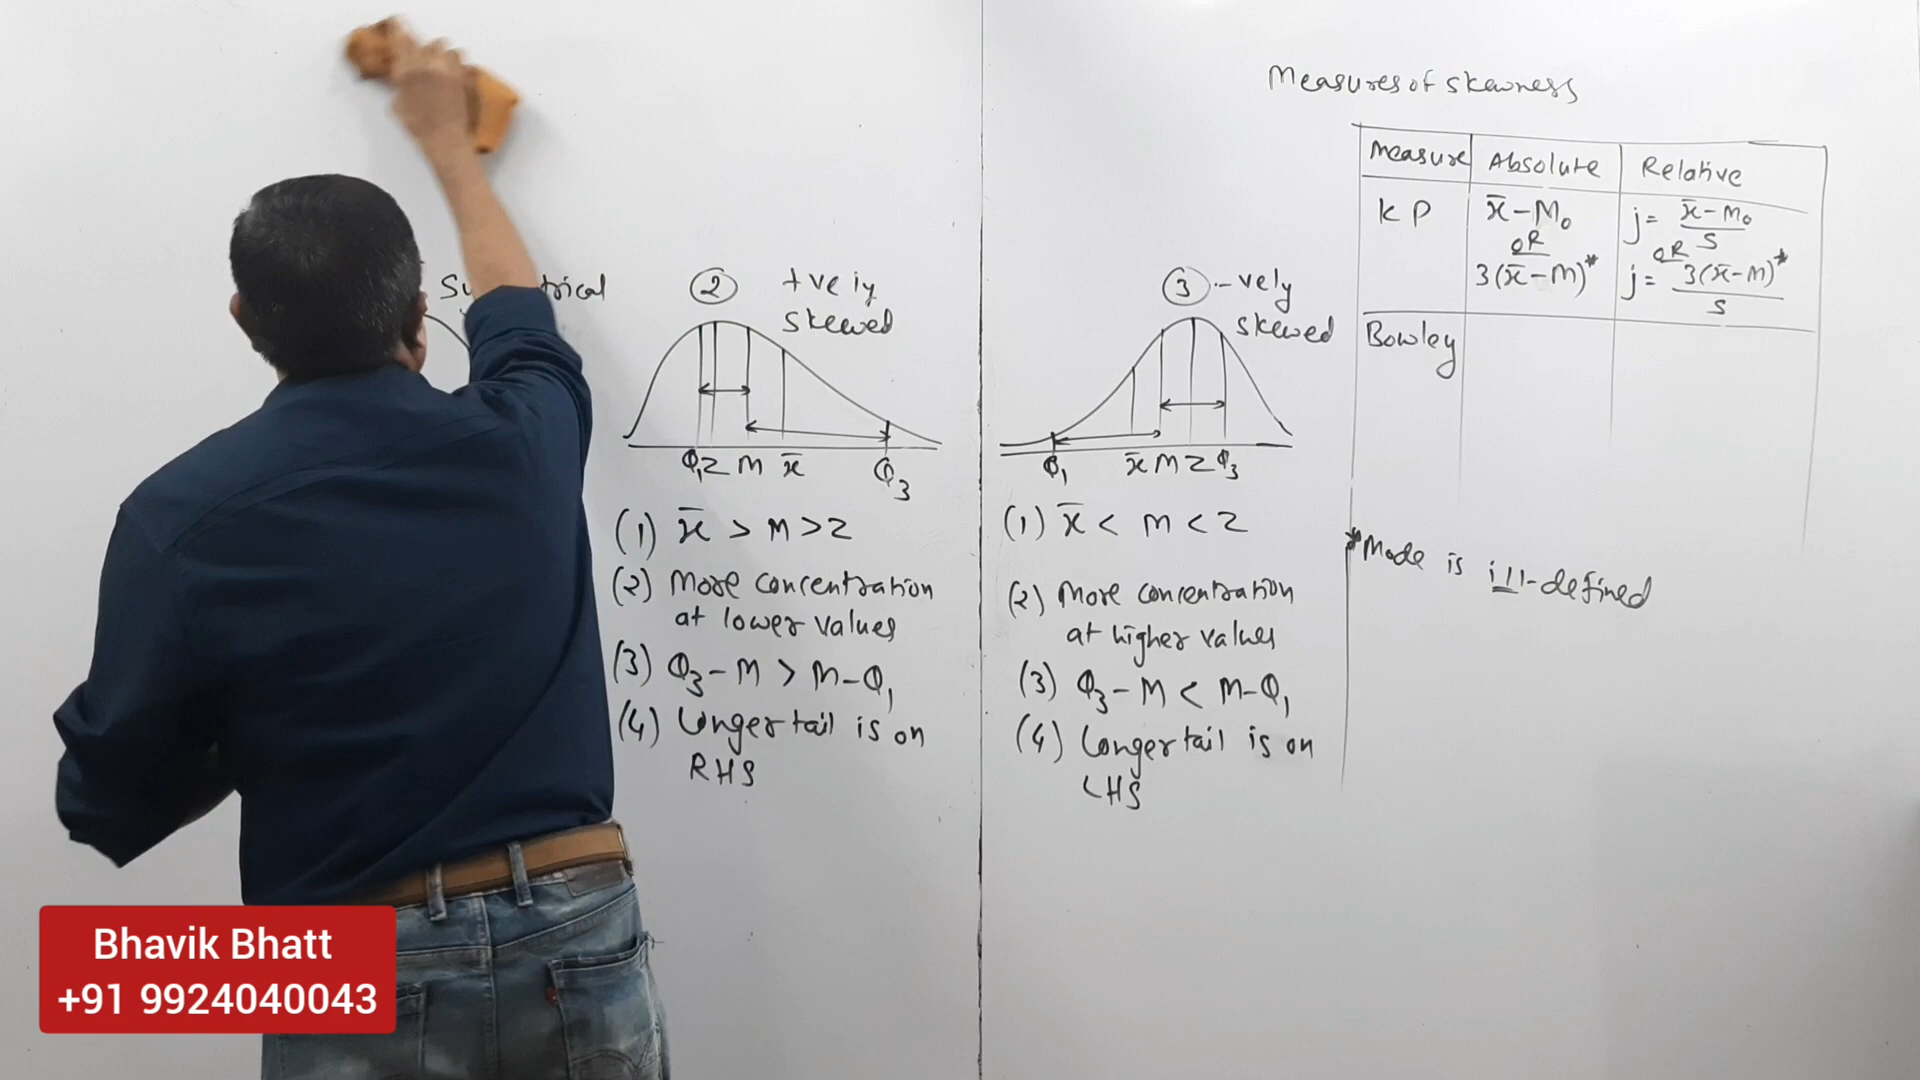 Measures of skewness
Measure Absolute Relative
KP x̄-M₀ j= x̄-M₀/S
OR OR
3(x̄-M)* j= 3(x̄-M)*/S
Bowley
*Mode is ill-defined
② +vely
skewed
Q₁ Z M x̄ Q₃
(1) x̄ > M > Z
(2) More concentration
at lower values
(3) Q₃-M > M-Q₁
(4) Longer tail is on
RHS
③ -vely
skewed
Q₁ x̄ M Z Q₃
(1) x̄ < M < Z
(2) More concentration
at higher values
(3) Q₃-M < M-Q₁
(4) Longer tail is on
LHS
Bhavik Bhatt
+91 9924040043